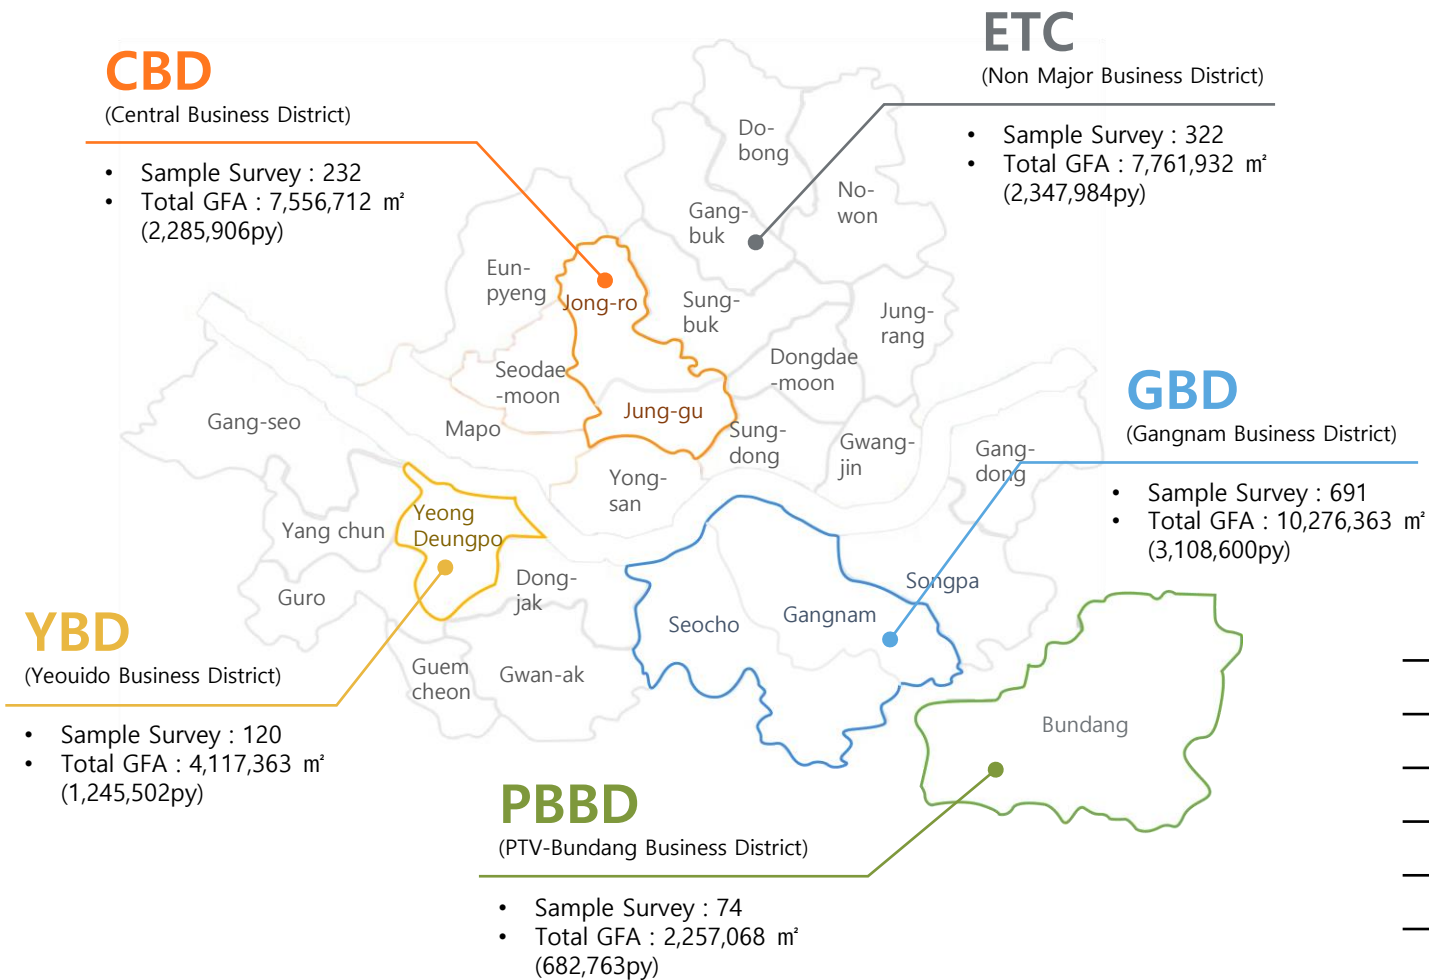 ETC
(Non Major Business District)
• Sample Survey : 322
• Total GFA : 7,761,932 ㎡
(2,347,984py)
CBD
(Central Business District)
• Sample Survey : 232
• Total GFA : 7,556,712 ㎡
(2,285,906py)
Do-
bong
No-
won
Gang-
buk
Eun-
pyeng
Jong-ro
Sung-
buk
Jung-
rang
Dongdae
-moon
Seodae
-moon
Jung-gu
Gang-seo
Mapo
Sung-
dong
Gwang-
jin
Gang-
dong
GBD
(Gangnam Business District)
• Sample Survey : 691
• Total GFA : 10,276,363 ㎡
(3,108,600py)
Yong-
san
Yang chun
Yeong
Deungpo
Guro
Dong-
jak
Songpa
Seocho
Gangnam
Guem
cheon
Gwan-ak
Bundang
YBD
(Yeouido Business District)
• Sample Survey : 120
• Total GFA : 4,117,363 ㎡
(1,245,502py)
PBBD
(PTV-Bundang Business District)
• Sample Survey : 74
• Total GFA : 2,257,068 ㎡
(682,763py)